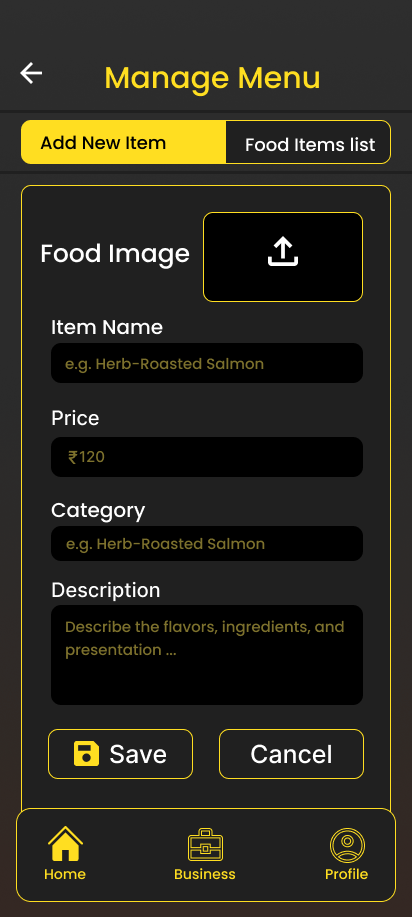 Manage Menu
Add New Item
Food Items list
Food Image
Item Name
e.g. Herb-Roasted Salmon
Price
₹120
Category
e.g. Herb-Roasted Salmon
Description
Describe the flavors, ingredients, and
presentation ...
Save
Cancel
Home
Business
Profile